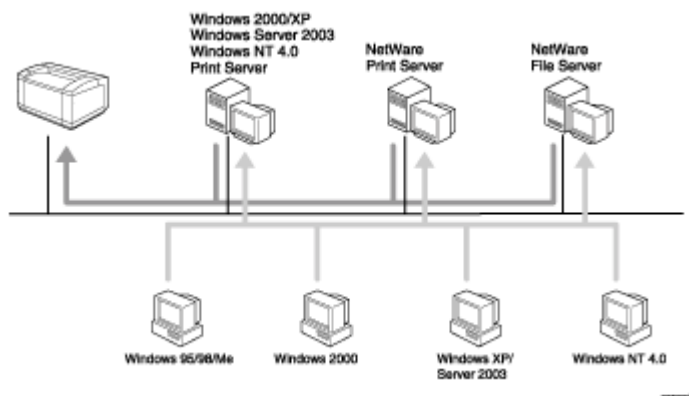 Windows 2000/XP
Windows Server 2003
Windows NT 4.0
Print Server
NetWare
Print Server
NetWare
File Server
Windows 95/98/Me
Windows 2000
Windows XP/
Server 2003
Windows NT 4.0